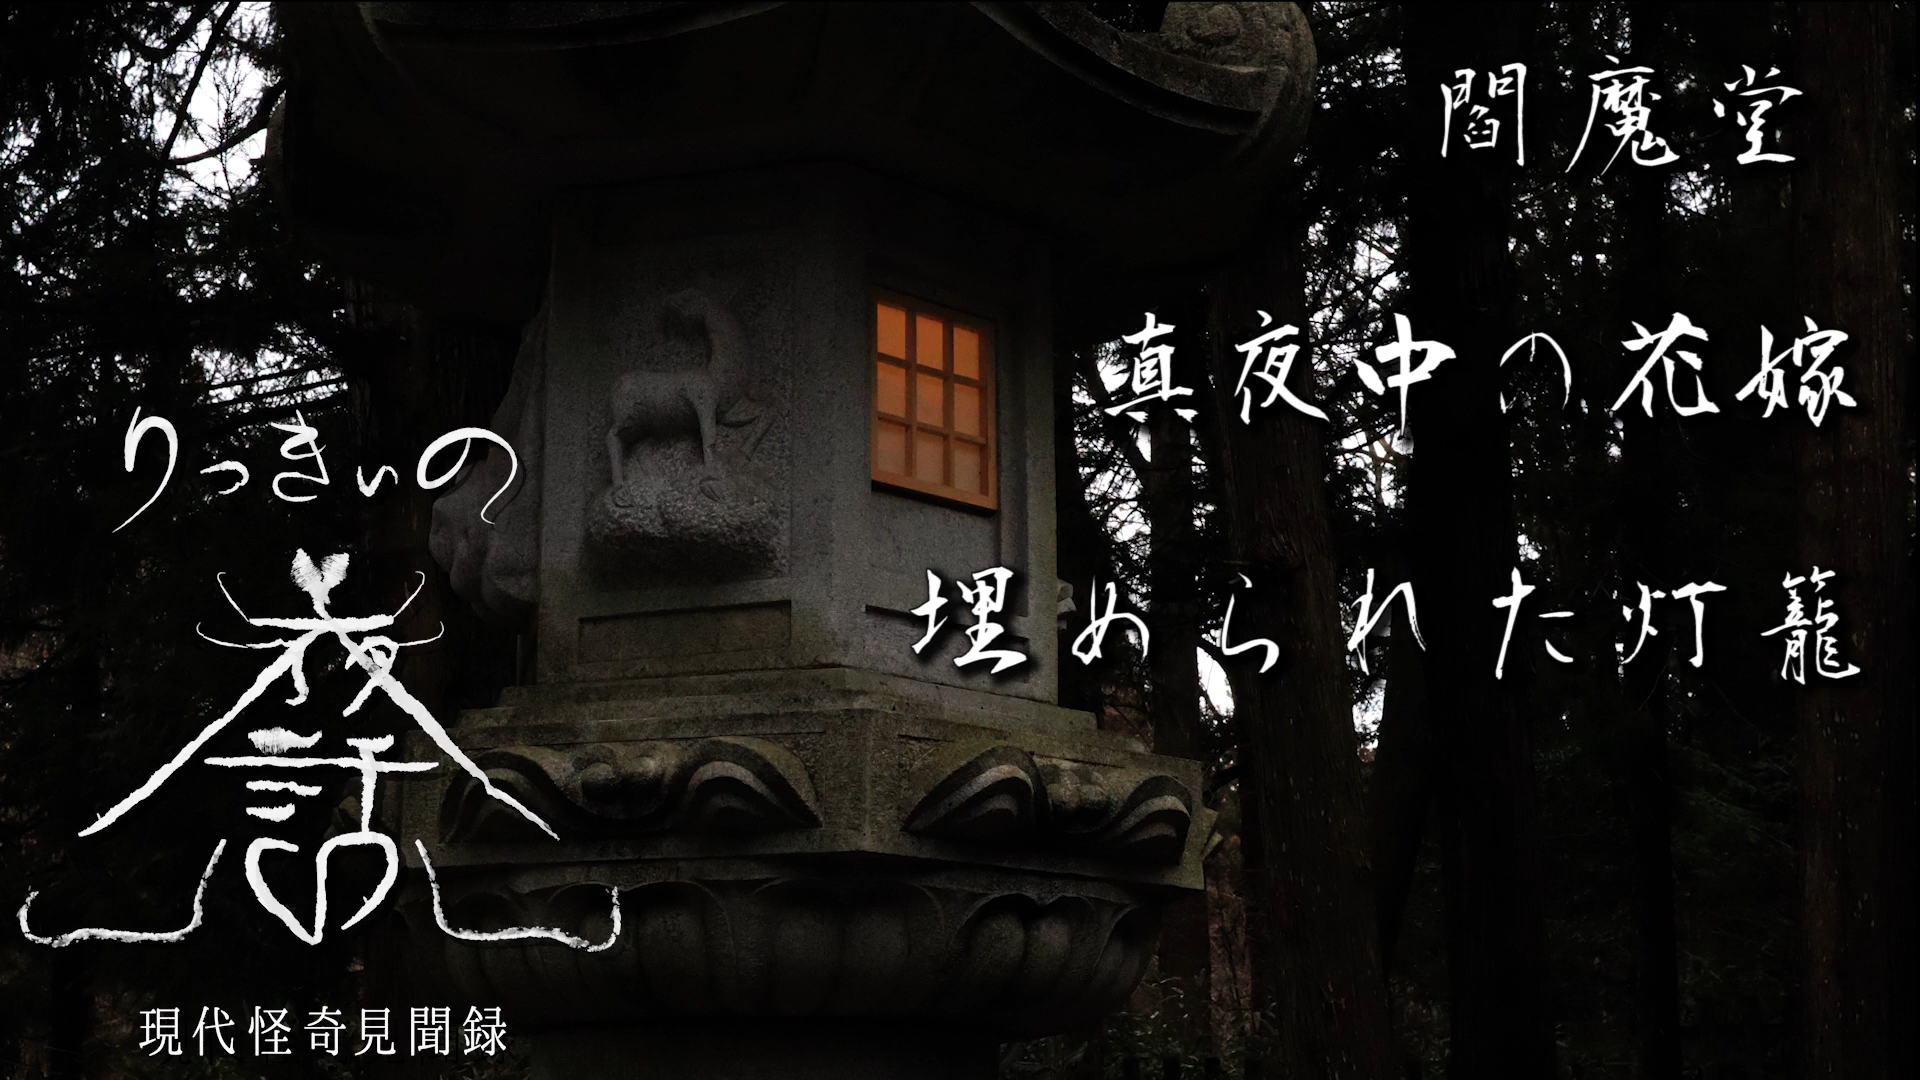 閻魔堂
真夜中の花嫁
埋められた灯籠
りっきぃの
夜話
現代怪奇見聞録